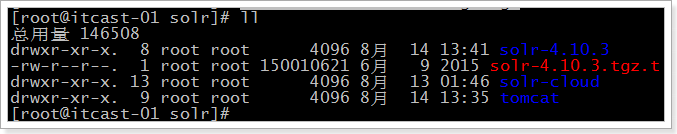 [root@itcast-01 solr]# ll
总用量 146508
drwxr-xr-x. 8 root root 4096 8月 14 13:41 solr-4.10.3
-rw-r--r--. 1 root root 150010621 6月 9 2015 solr-4.10.3.tgz.t
drwxr-xr-x. 13 root root 4096 8月 13 01:46 solr-cloud
drwxr-xr-x. 9 root root 4096 8月 14 13:35 tomcat
[root@itcast-01 solr]#